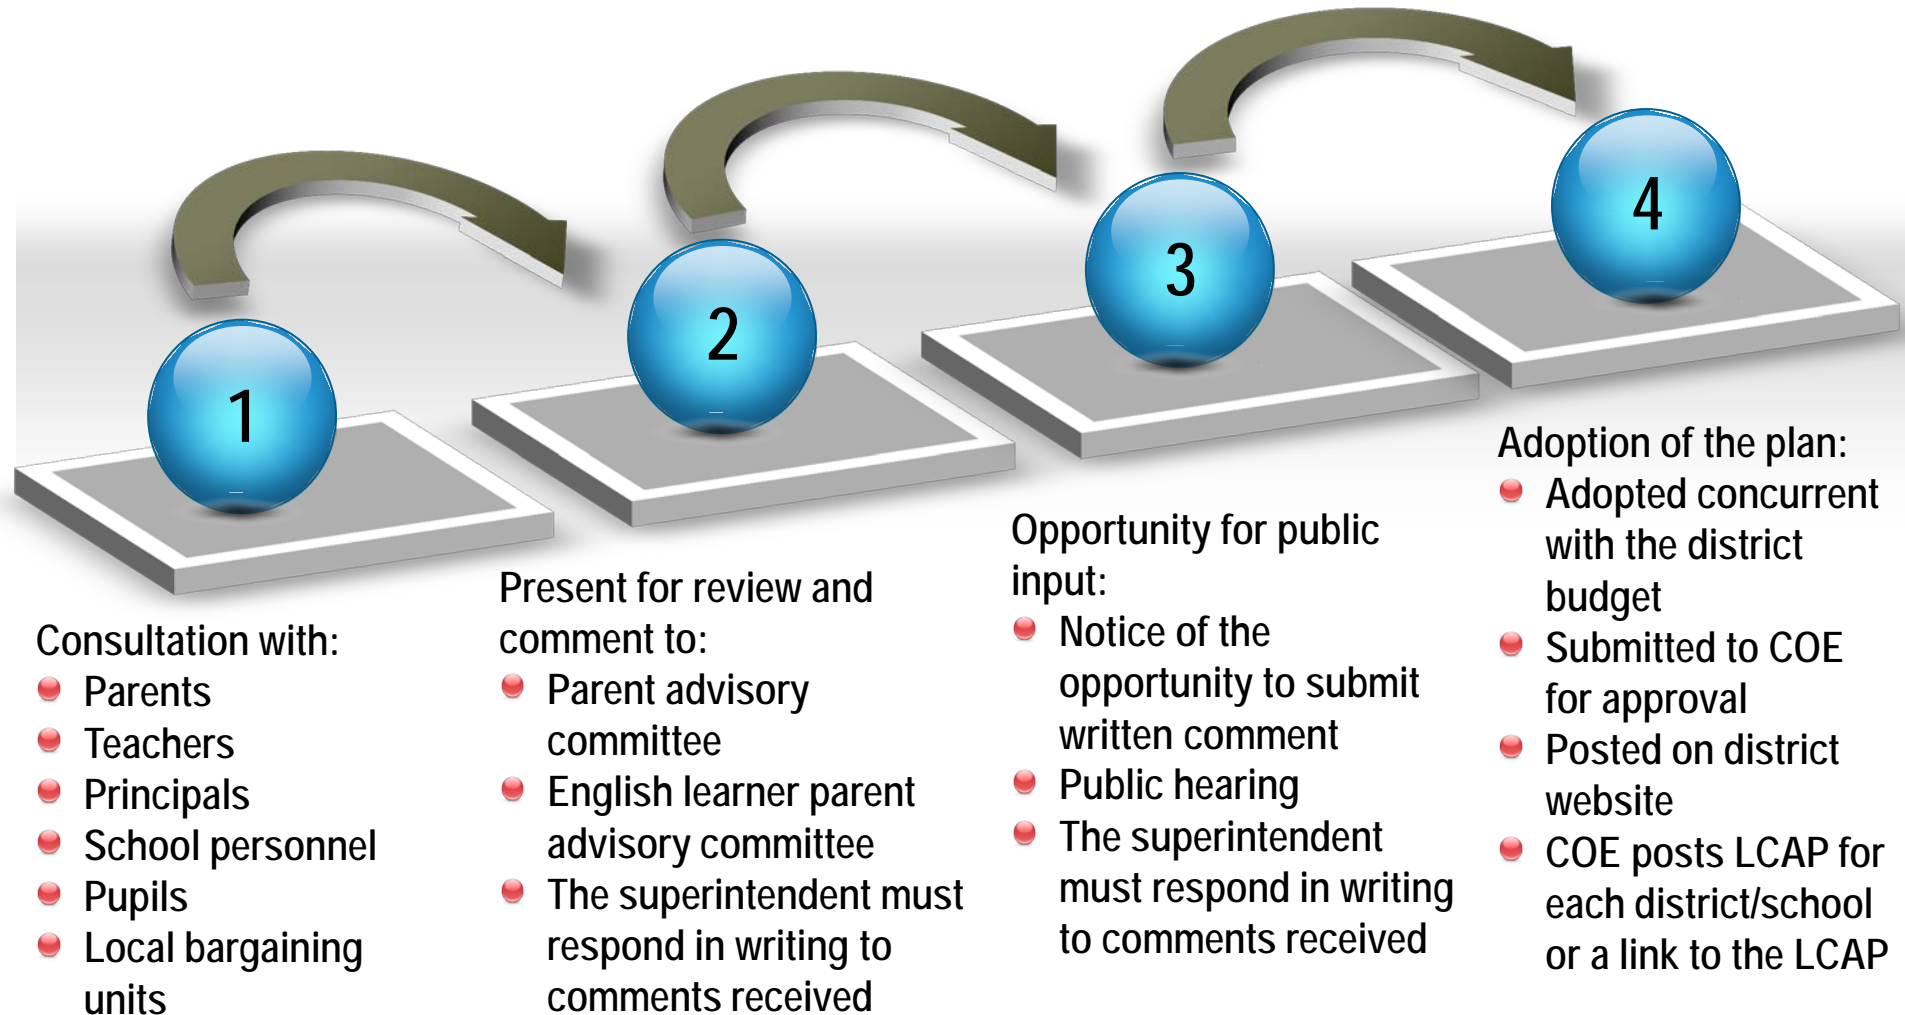 1
Consultation with:
Parents
Teachers
Principals
School personnel
Pupils
Local bargaining
units
2
Present for review and
comment to:
Parent advisory
committee
English learner parent
advisory committee
The superintendent must
respond in writing to
comments received
3
Opportunity for public
input:
Notice of the
opportunity to submit
written comment
Public hearing
The superintendent
must respond in writing
to comments received
4
Adoption of the plan:
Adopted concurrent
with the district
budget
Submitted to COE
for approval
Posted on district
website
COE posts LCAP for
each district/school
or a link to the LCAP